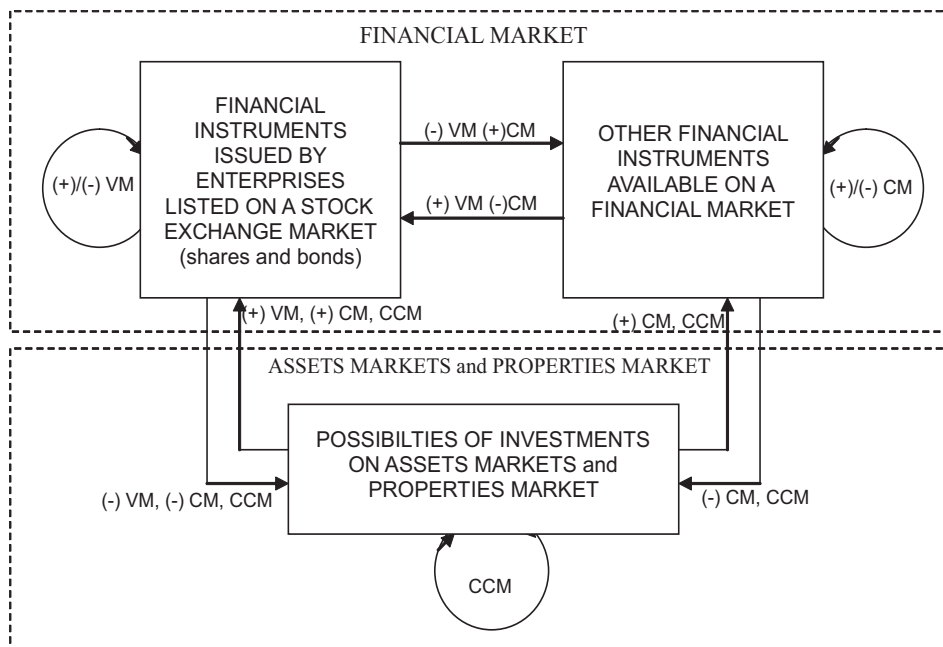 FINANCIAL MARKET
FINANCIAL
INSTRUMENTS
ISSUED BY
ENTERPRISES
LISTED ON A STOCK
EXCHANGE MARKET
(shares and bonds)
OTHER FINANCIAL
INSTRUMENTS
AVAILABLE ON A
FINANCIAL MARKET
(+)/(-) VM
(-) VM (+)CM
(+) VM (-)CM
(+)/(-) CM
(+) VM, (+) CM, CCM
(+) CM, CCM
ASSETS MARKETS and PROPERTIES MARKET
POSSIBILTIES OF INVESTMENTS
ON ASSETS MARKETS and
PROPERTIES MARKET
(-) VM, (-) CM, CCM
(-) CM, CCM
CCM